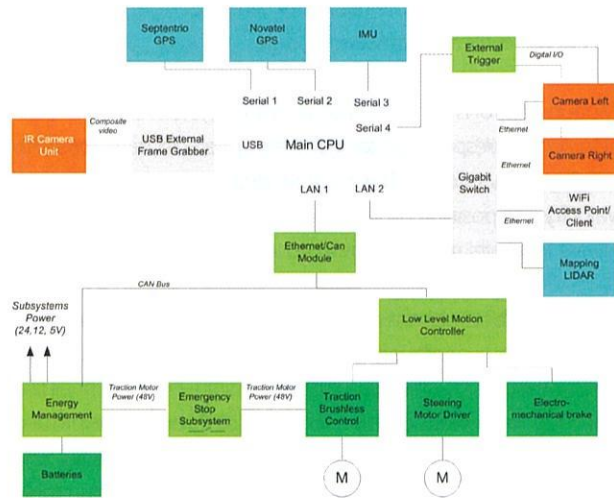 Septentrio
GPS
Novatel
GPS
IMU
External
Trigger
Digital I/O
Serial 1
Serial 2
Serial 3
Serial 4
Camera Left
Ethernet
IR Camera
Unit
Composite
video
USB External
Frame Grabber
USB
Main CPU
Gigabit
Switch
Ethernet
Camera Right
LAN 1
LAN 2
Ethernet
WiFi
Access Point/
Client
Ethernet/Can
Module
Mapping
LIDAR
CAN Bus
Subsystems
Power
(24,12, 5V)
Low Level Motion
Controller
Energy
Management
Traction Motor
Power (48V)
Emergency
Stop
Subsystem
Traction Motor
Power (48V)
Traction
Brushless
Control
Steering
Motor Driver
Electro-
mechanical brake
Batteries
M
M